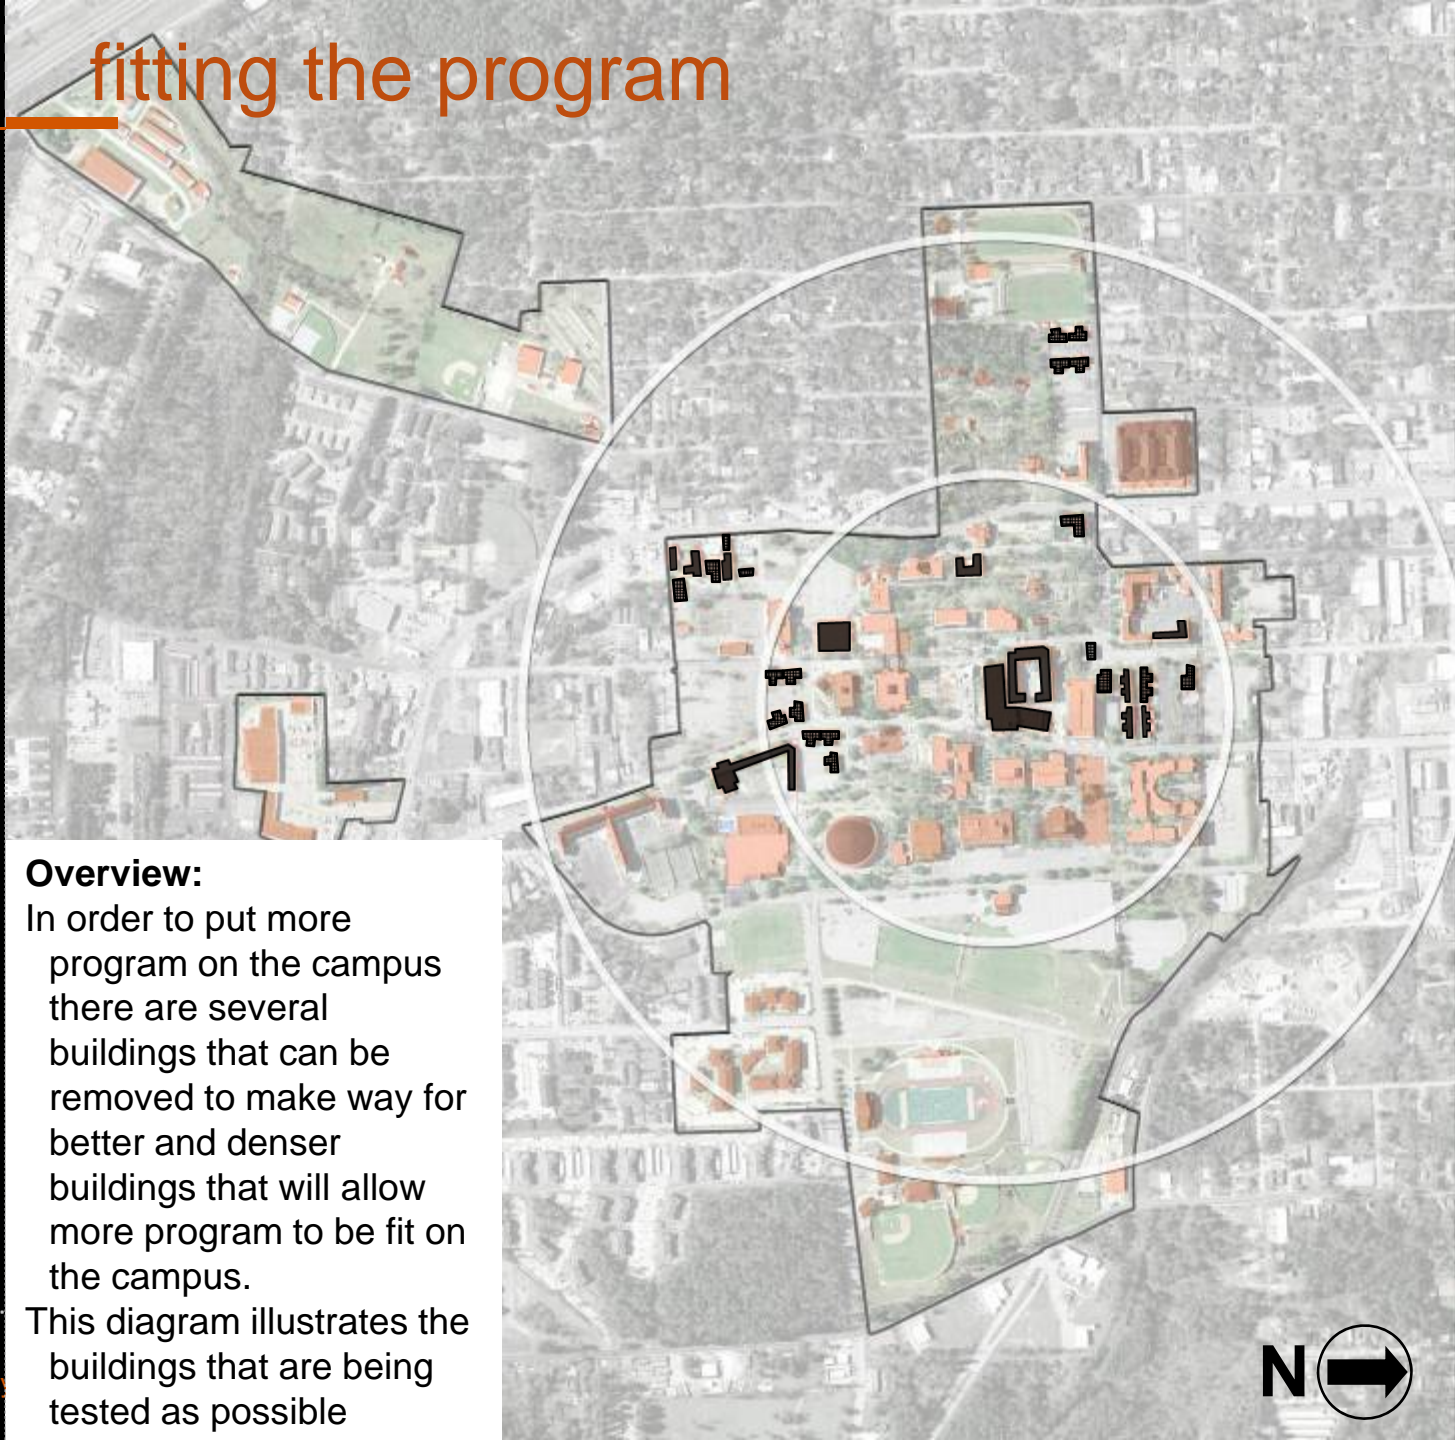 fitting the program
Overview:
In order to put more
program on the campus
there are several
buildings that can be
removed to make way for
better and denser
buildings that will allow
more program to be fit on
the campus.
This diagram illustrates the
buildings that are being
tested as possible
N